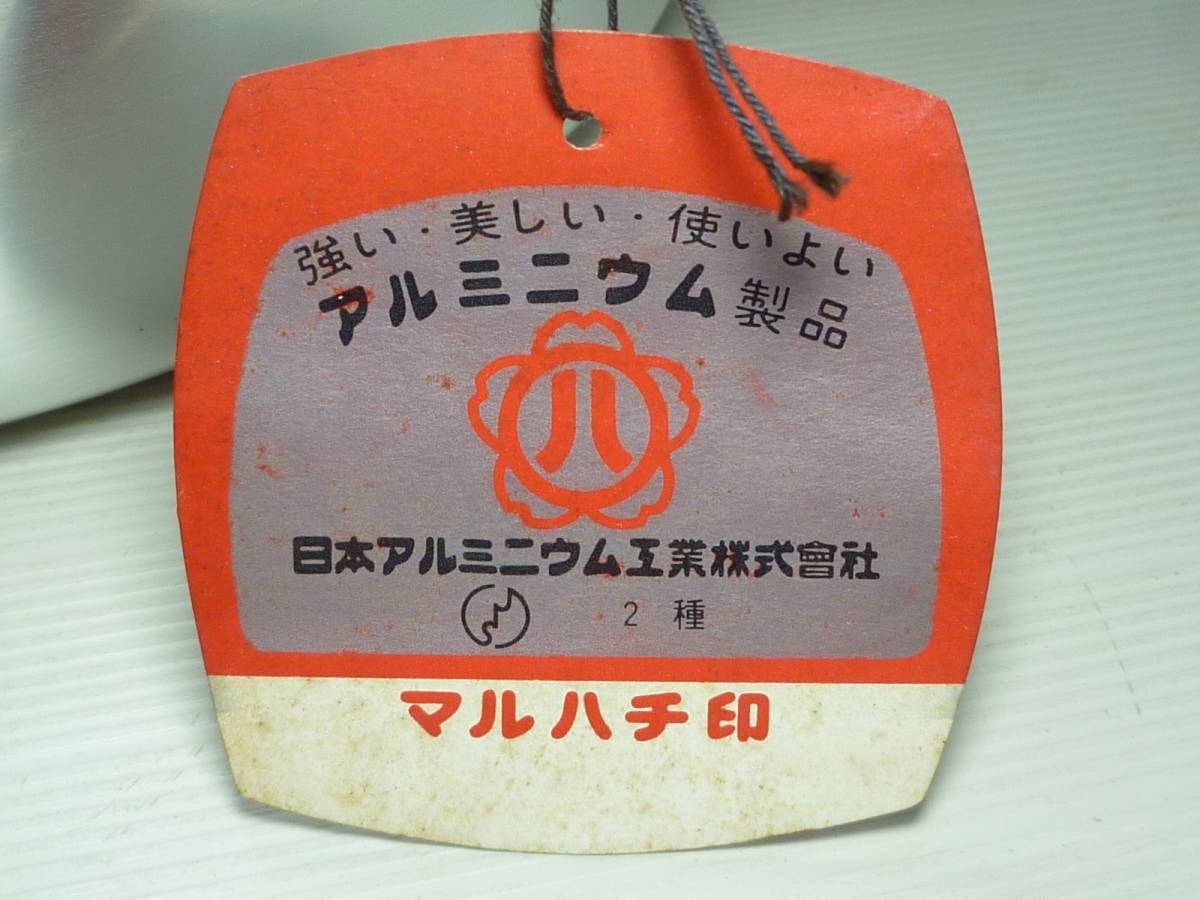 強い・美しい・使いよい
アルミニウム製品
八
日本アルミニウム工業株式會社
2種
マルハチ印